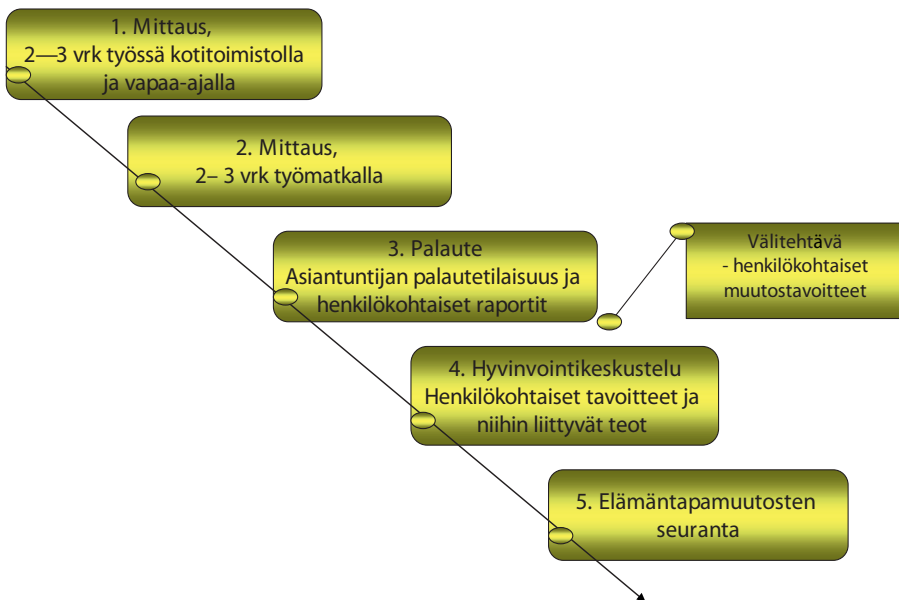 1. Mittaus,
2—3 vrk työssä kotitoimistolla
ja vapaa-ajalla
2. Mittaus,
2– 3 vrk työmatkalla
3. Palaute
Asiantuntijan palautetilaisuus ja
henkilökohtaiset raportit
Välitehtävä
- henkilökohtaiset
muutostavoitteet
4. Hyvinvointikeskustelu
Henkilökohtaiset tavoitteet ja
niihin liittyvät teot
5. Elämäntapamuutosten
seuranta